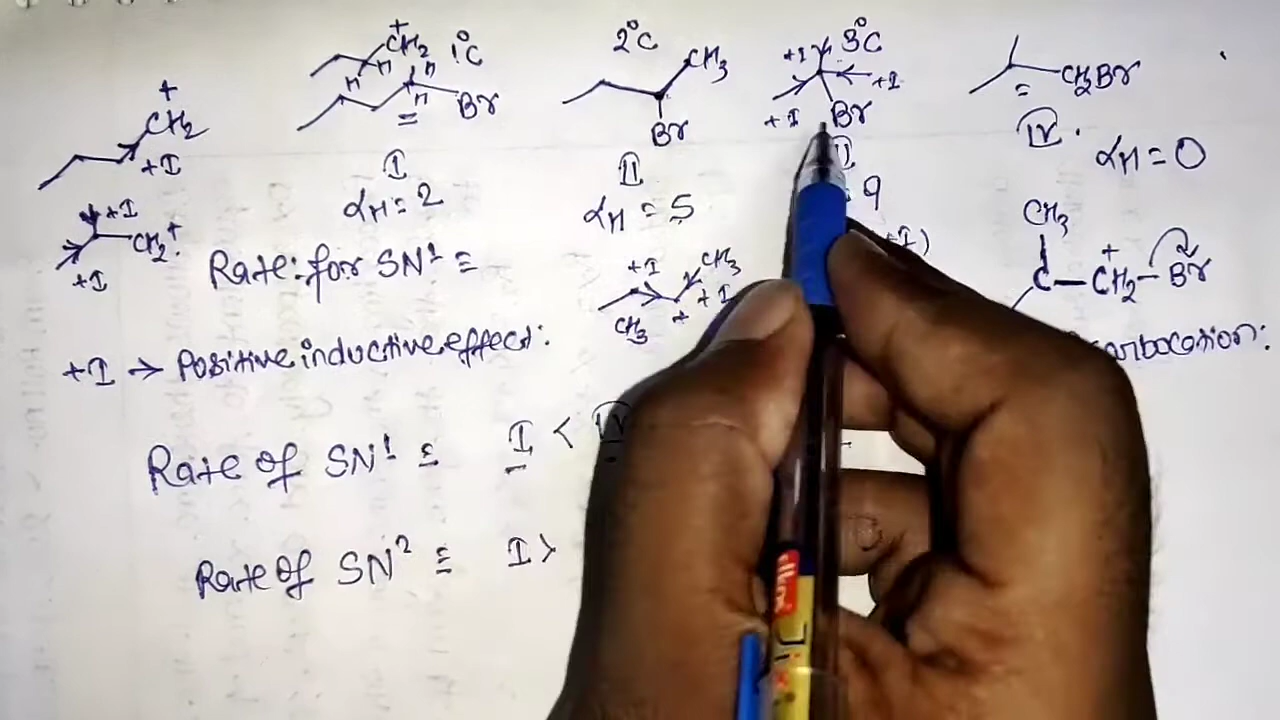 + CH2 1°C 2°C CH3 +I 3°C
H H H H Br Br +I +I Br CH2Br
+ CH2 +I
I II IV αH = 0
αH = 2 αH = 5 9
+I CH2+ +I
Rate: for SN1 ≡
+I CH3 +I CH3 +
CH3 C — CH2 — Br +
+I → Positive inductive effect:
Rate of SN1 ≡ I < IV
Rate of SN2 ≡ I >